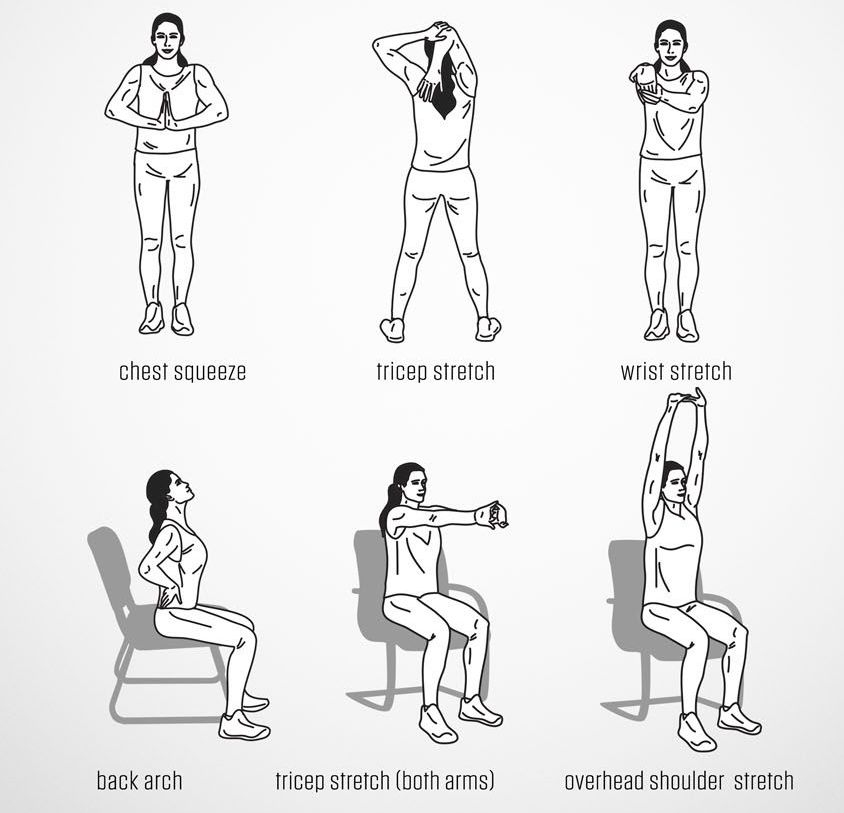 chest squeeze
tricep stretch
wrist stretch
back arch
tricep stretch (both arms)
overhead shoulder stretch